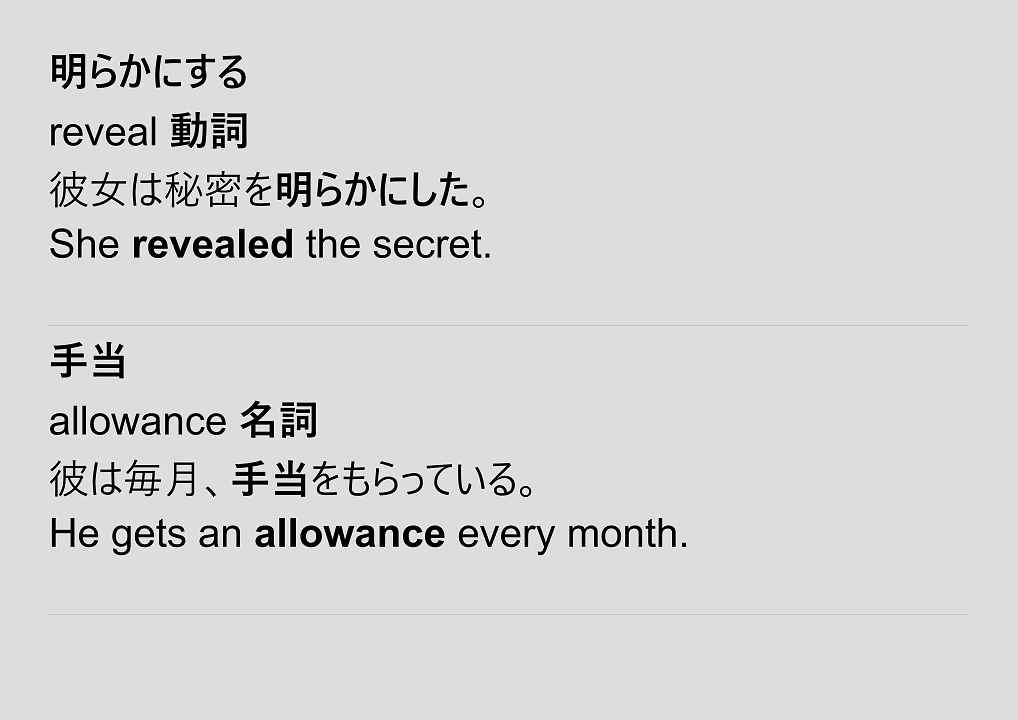 明らかにする
reveal 動詞
彼女は秘密を明らかにした。
She revealed the secret.
手当
allowance 名詞
彼は毎月、手当をもらっている。
He gets an allowance every month.